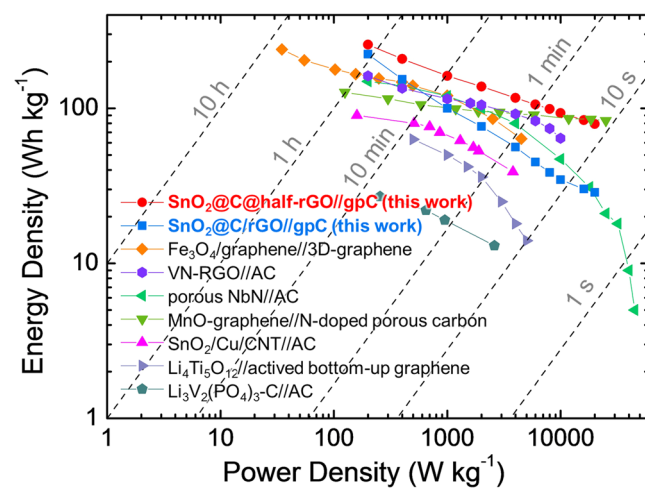 Energy Density (Wh kg⁻¹)
100
10
1
10 h
1 h
10 min
1 min
10 s
1 s
SnO₂@C@half-rGO//gpC (this work)
SnO₂@C/rGO//gpC (this work)
Fe₃O₄/graphene//3D-graphene
VN-RGO//AC
porous NbN//AC
MnO-graphene//N-doped porous carbon
SnO₂/Cu/CNT//AC
Li₄Ti₅O₁₂//actived bottom-up graphene
Li₃V₂(PO₄)₃-C//AC
1 10 100 1000 10000
Power Density (W kg⁻¹)